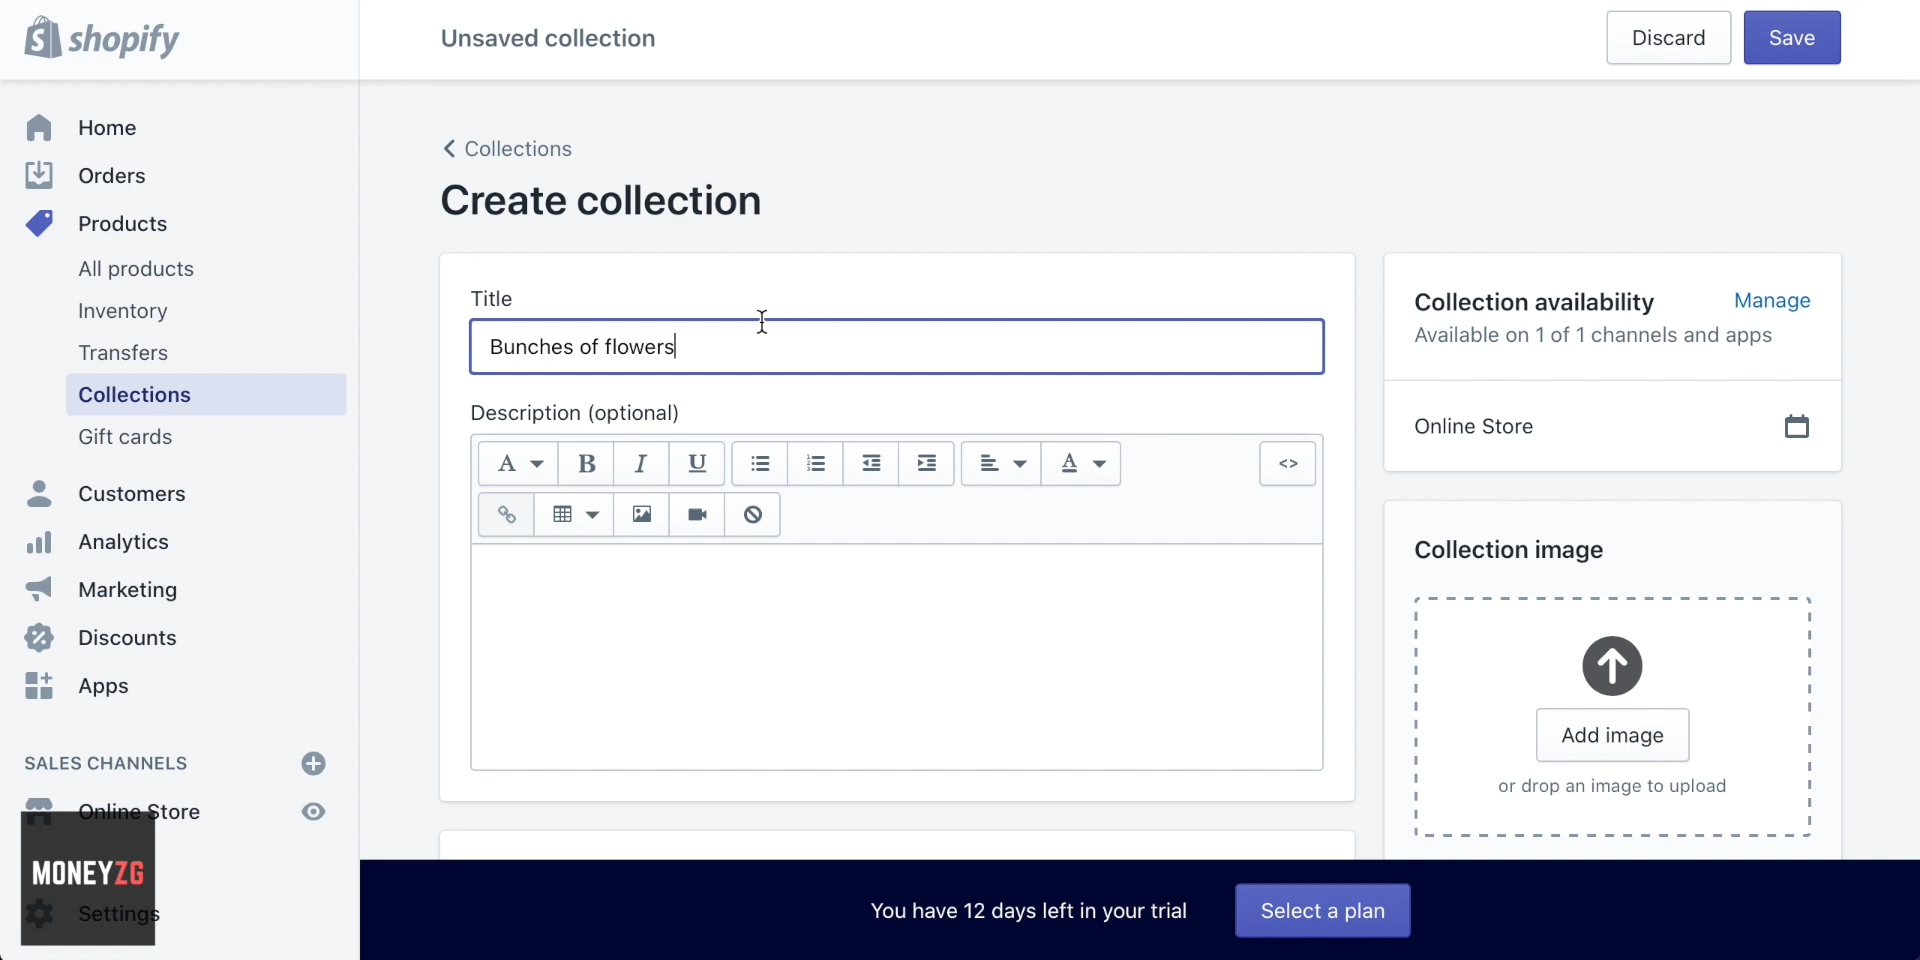 shopify
Unsaved collection
Discard
Save
Home
Orders
Products
All products
Inventory
Transfers
Collections
Gift cards
Customers
Analytics
Marketing
Discounts
Apps
SALES CHANNELS
Online Store
Settings
MONEYZG
Collections
Create collection
Title
Bunches of flowers
Description (optional)
A
B
I
U
A
<>
Collection availability
Manage
Available on 1 of 1 channels and apps
Online Store
Collection image
Add image
or drop an image to upload
You have 12 days left in your trial
Select a plan